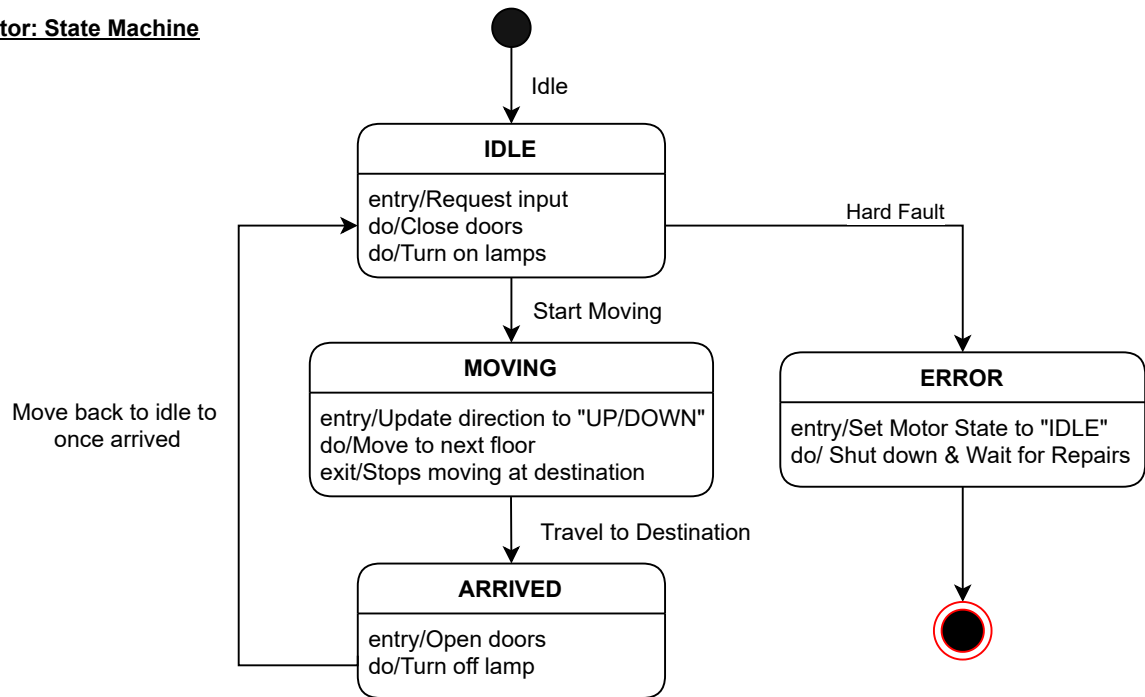 tor: State Machine
Idle
IDLE
entry/Request input
do/Close doors
do/Turn on lamps
Hard Fault
Start Moving
MOVING
entry/Update direction to "UP/DOWN"
do/Move to next floor
exit/Stops moving at destination
ERROR
entry/Set Motor State to "IDLE"
do/ Shut down & Wait for Repairs
Move back to idle to
once arrived
Travel to Destination
ARRIVED
entry/Open doors
do/Turn off lamp